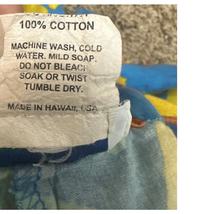 100% COTTON
MACHINE WASH, COLD
WATER. MILD SOAP.
DO NOT BLEACH
SOAK OR TWIST
TUMBLE DRY.
MADE IN HAWAII, USA